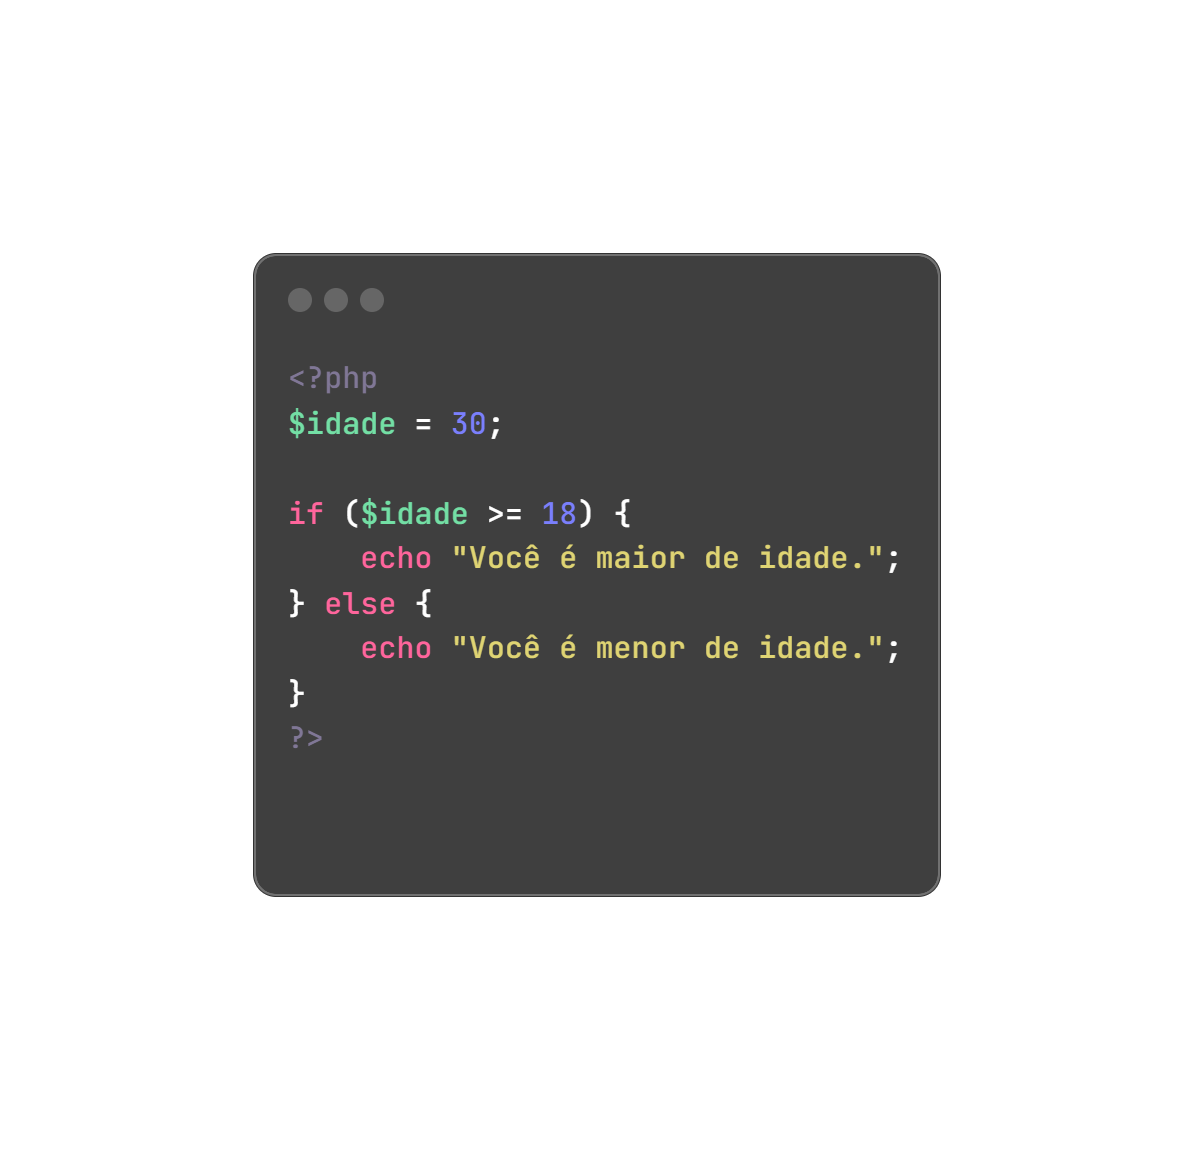 <?php
$idade = 30;

if ($idade >= 18) {
    echo "Você é maior de idade.";
} else {
    echo "Você é menor de idade.";
}
?>